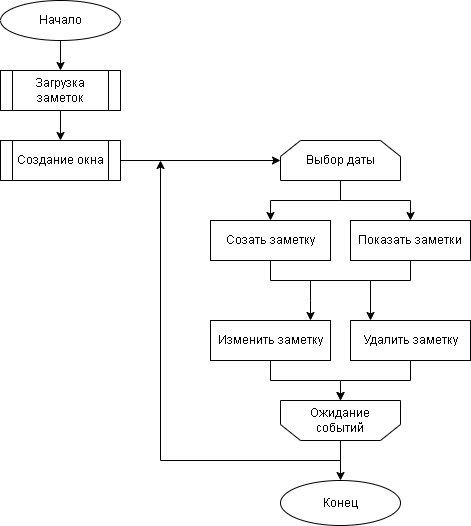 Начало
Загрузка
заметок
Создание окна
Выбор даты
Созать заметку
Показать заметки
Изменить заметку
Удалить заметку
Ожидание
событий
Конец